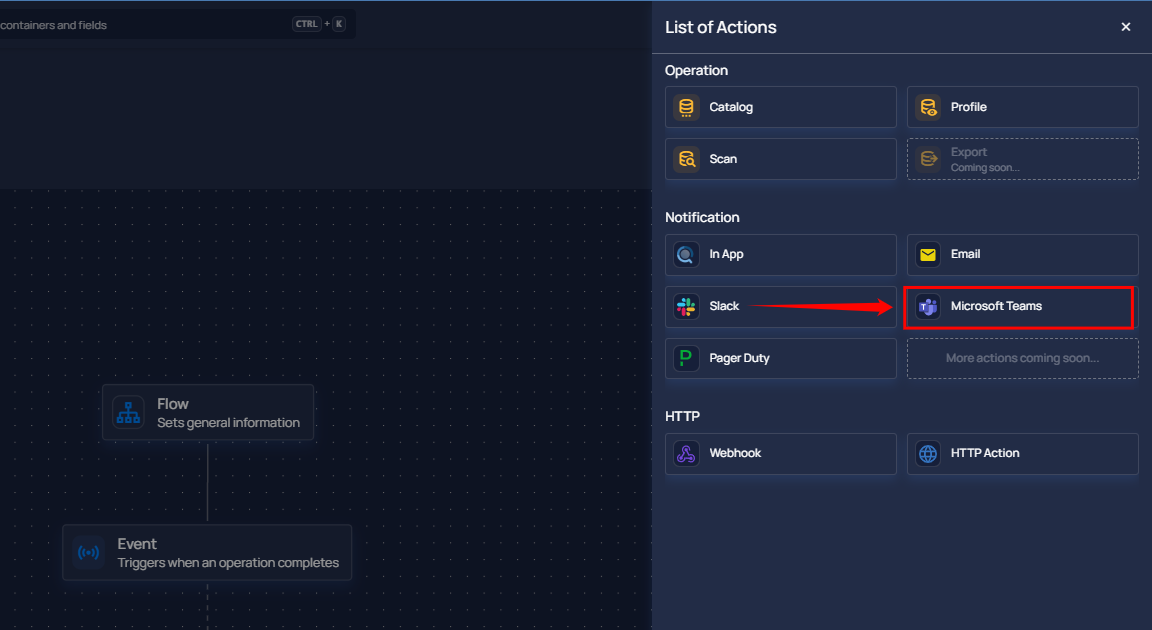 containers and fields
CTRL + K
List of Actions
Operation
Catalog
Profile
Scan
Export
Coming soon...
Notification
In App
Email
Slack
Microsoft Teams
Pager Duty
More actions coming soon...
HTTP
Webhook
HTTP Action
Flow
Sets general information
Event
Triggers when an operation completes